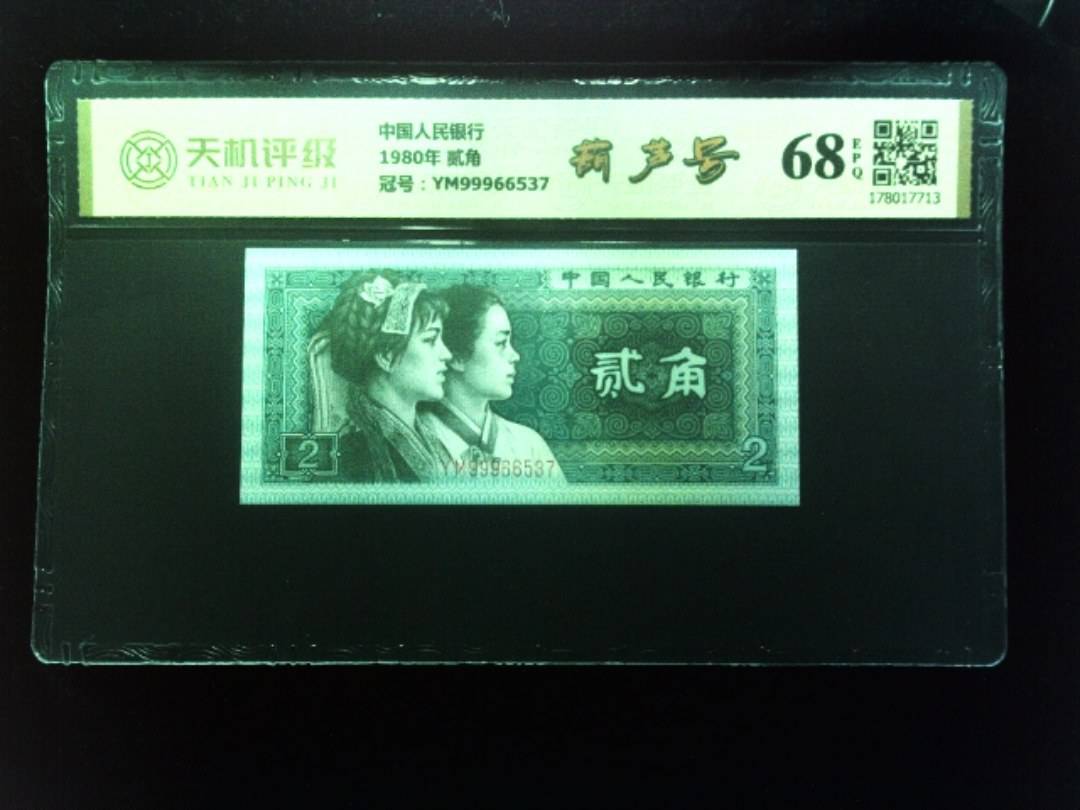 天机评级
TIAN JI PING JI
中国人民银行
1980年 贰角
冠号：YM99966537
葫芦号
68
EPQ
178017713
中国人民银行
贰角
2
YM99966537
2